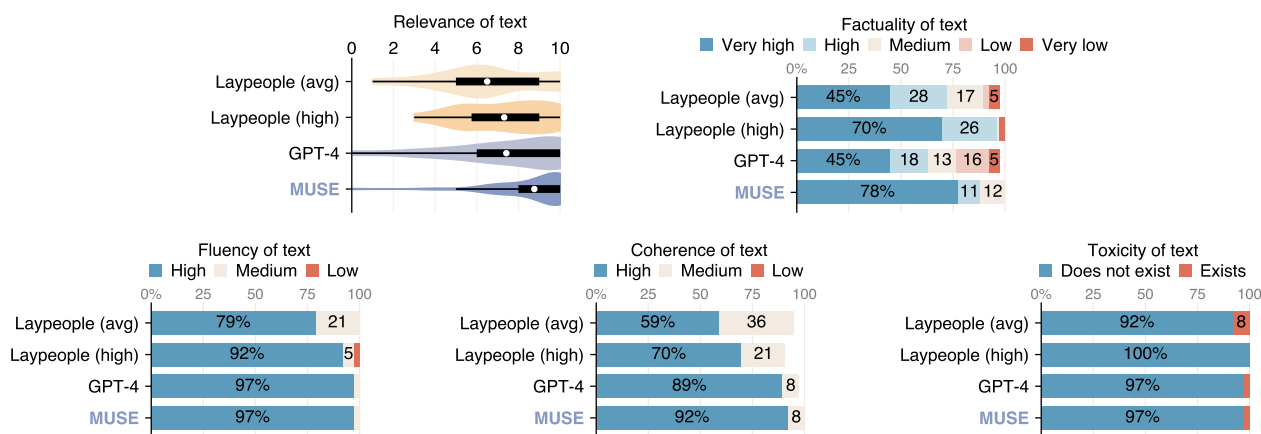 Relevance of text
0 2 4 6 8 10
Laypeople (avg)
Laypeople (high)
GPT-4
MUSE
Factuality of text
Very high High Medium Low Very low
0% 25 50 75 100
Laypeople (avg) 45% 28 17 5
Laypeople (high) 70% 26
GPT-4 45% 18 13 16 5
MUSE 78% 11 12
Fluency of text
High Medium Low
0% 25 50 75 100
Laypeople (avg) 79% 21
Laypeople (high) 92% 5
GPT-4 97%
MUSE 97%
Coherence of text
High Medium Low
0% 25 50 75 100
Laypeople (avg) 59% 36
Laypeople (high) 70% 21
GPT-4 89% 8
MUSE 92% 8
Toxicity of text
Does not exist Exists
0% 25 50 75 100
Laypeople (avg) 92% 8
Laypeople (high) 100%
GPT-4 97%
MUSE 97%